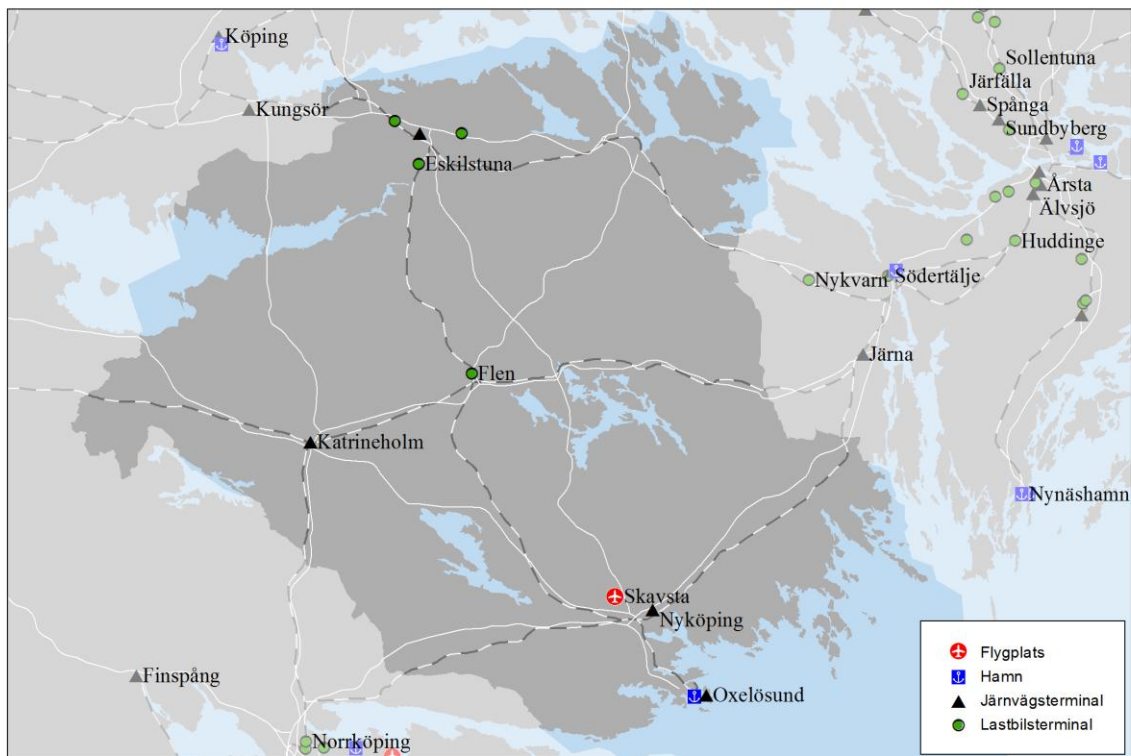 Köping
Sollentuna
Järfälla
Kungsör
Spånga
Sundbyberg
Eskilstuna
Årsta
Älvsjö
Huddinge
Nykvarn
Södertälje
Järna
Flen
Katrineholm
Nynäshamn
Skavsta
Nyköping
Finspång
Oxelösund
Norrköping
Flygplats
Hamn
Järnvägsterminal
Lastbilsterminal